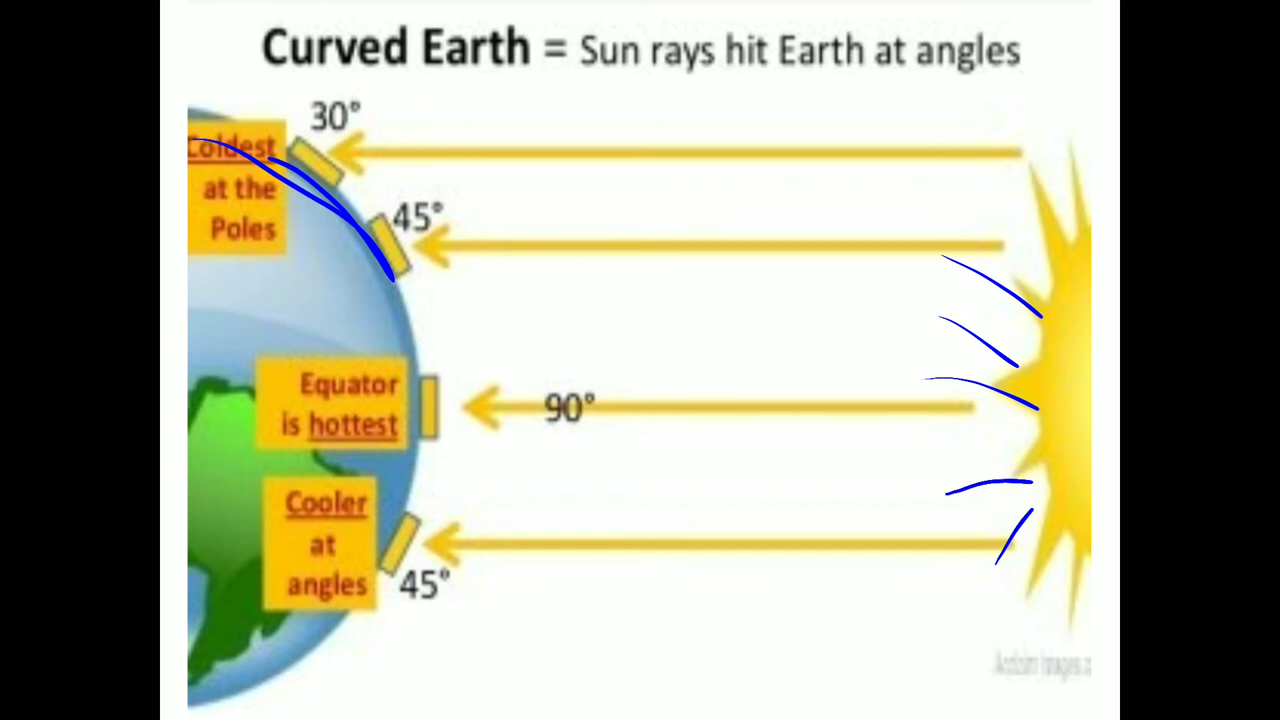 Curved Earth = Sun rays hit Earth at angles
30°
Coldest
at the
Poles
45°
Equator
is hottest
90°
Cooler
at
angles
45°